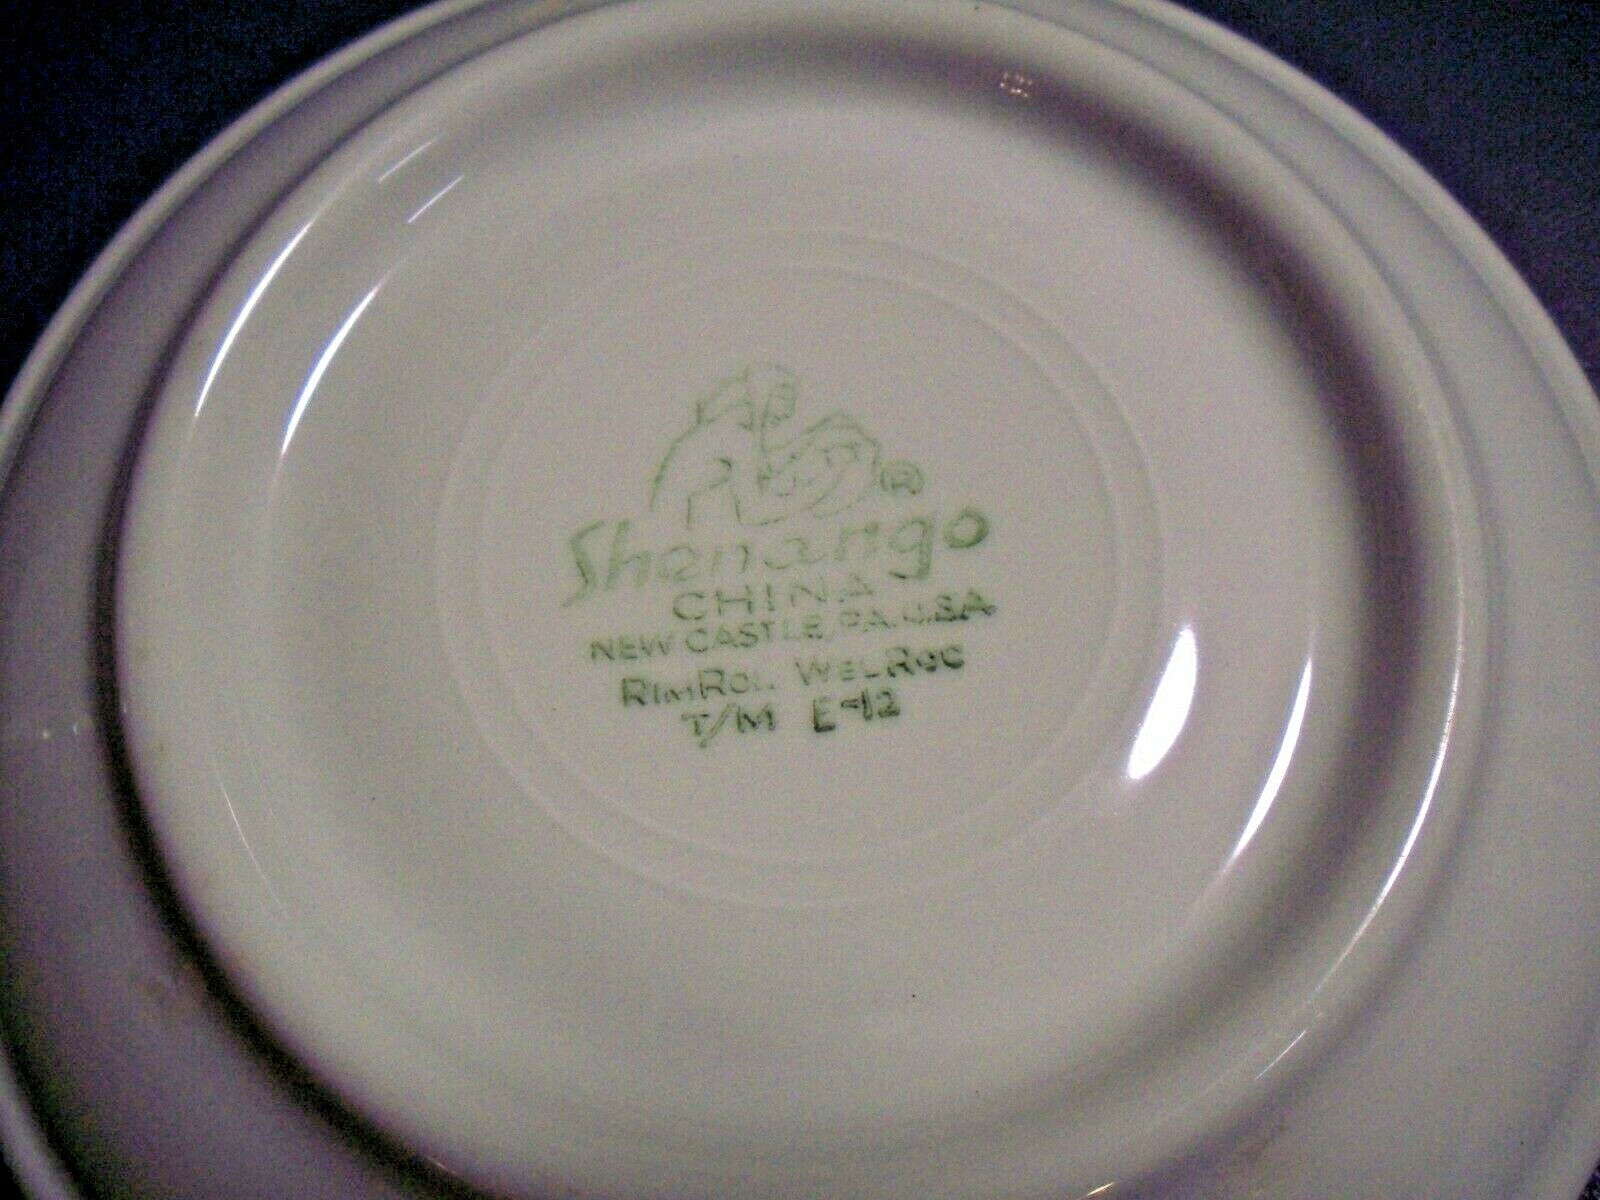 ®
Shenango
CHINA
NEW CASTLE, PA. U.S.A.
RIMROL WELROC
T/M E-12